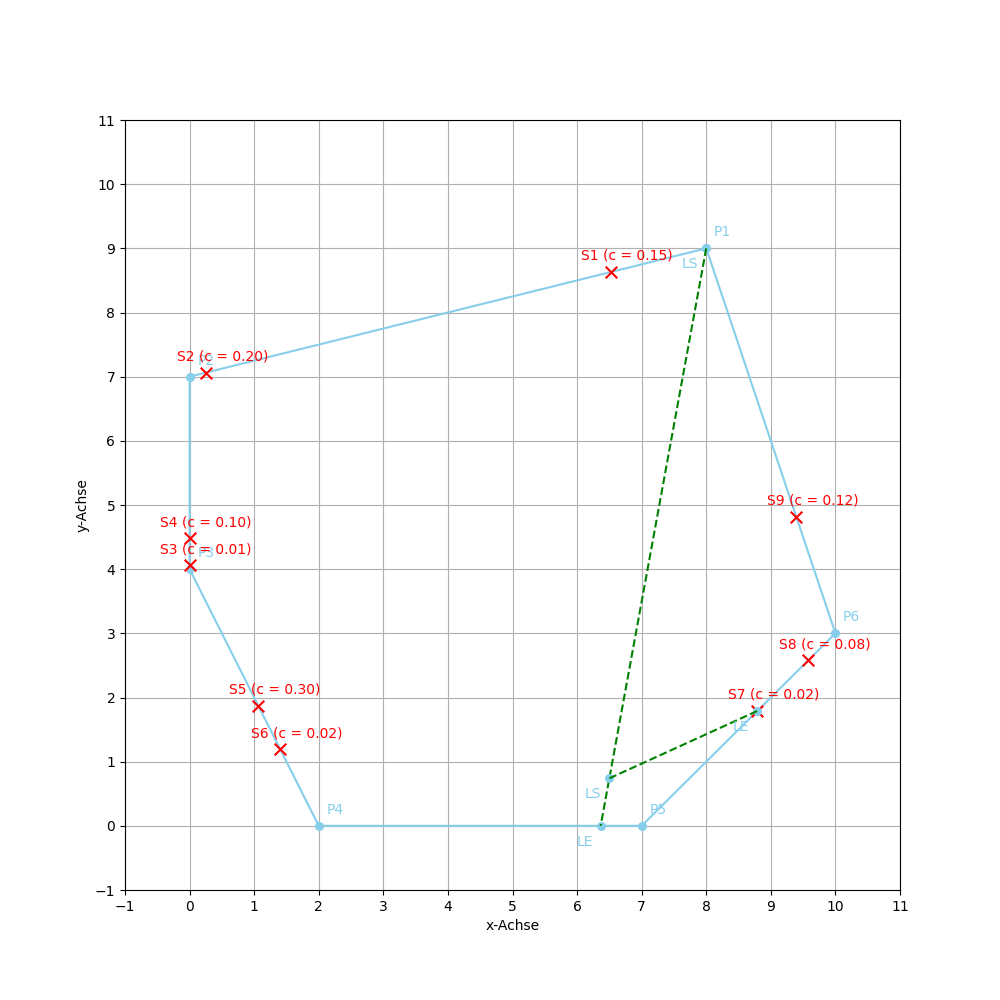 11
10
9
8
7
6
5
4
3
2
1
0
−1
P1
S1 (c = 0.15)
LS
S2 (c = 0.20)
P2
S4 (c = 0.10)
S3 (c = 0.01)
P3
S9 (c = 0.12)
P6
S8 (c = 0.08)
S5 (c = 0.30)
S7 (c = 0.02)
LE
S6 (c = 0.02)
LS
P4
P5
LE
−1 0 1 2 3 4 5 6 7 8 9 10 11
x-Achse
y-Achse